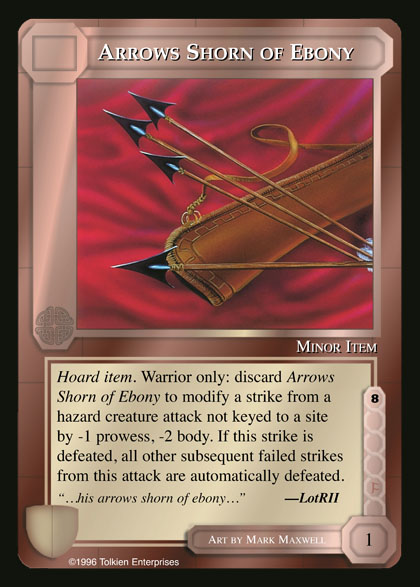 Arrows Shorn of Ebony
Minor Item
Hoard item. Warrior only: discard Arrows
Shorn of Ebony to modify a strike from a
hazard creature attack not keyed to a site
by -1 prowess, -2 body. If this strike is
defeated, all other subsequent failed strikes
from this attack are automatically defeated.
“...his arrows shorn of ebony...” —LotRII
8
F
Art by Mark Maxwell
1
©1996 Tolkien Enterprises